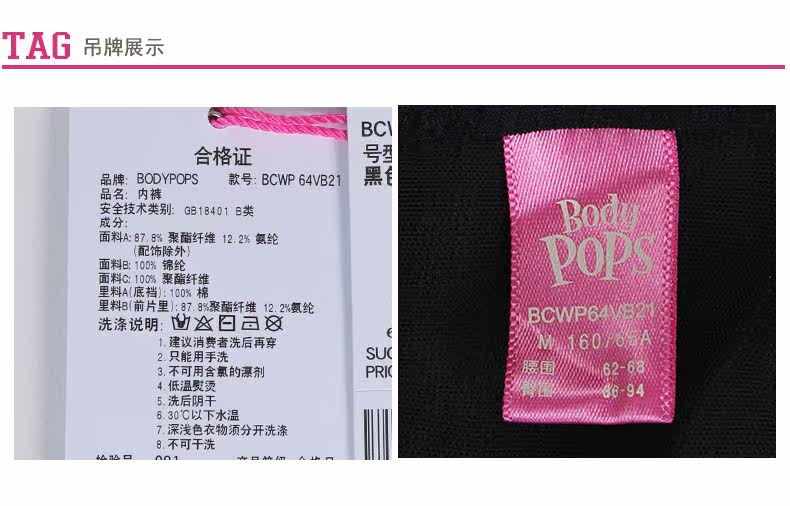 TAG 吊牌展示
合格证
品牌: BODYPOPS 款号: BCWP 64VB21
品名: 内裤
安全技术类别: GB18401 B类
成分:
面料A: 87.8% 聚酯纤维 12.2% 氨纶
(配饰除外)
面料B: 100% 锦纶
面料C: 100% 聚酯纤维
里料A(底裆): 100% 棉
里料B(前片里): 87.8%聚酯纤维 12.2%氨纶
洗涤说明:
1. 建议消费者洗后再穿
2. 只能用手洗
3. 不可用含氯的漂剂
4. 低温熨烫
5. 洗后阴干
6. 30℃以下水温
7. 深浅色衣物须分开洗涤
8. 不可干洗
号型
黑色
SUG
PRIC
Body
POPS
BCWP64VB21
M 160/65A
腰围 62-68
臀围 86-94